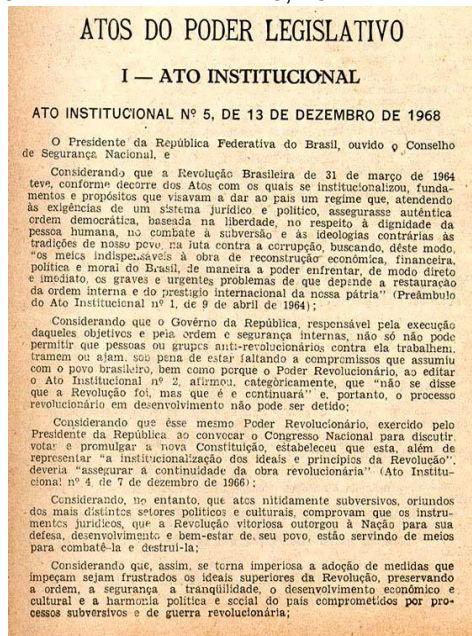 ATOS DO PODER LEGISLATIVO
I — ATO INSTITUCIONAL
ATO INSTITUCIONAL Nº 5, DE 13 DE DEZEMBRO DE 1968
O Presidente da República Federativa do Brasil, ouvido o Conselho
de Segurança Nacional, e
Considerando que a Revolução Brasileira de 31 de março de 1964
teve, conforme decorre dos Atos com os quais se institucionalizou, funda-
mentos e propósitos que visavam a dar ao país um regime que, atendendo
às exigências de um sistema jurídico e político, assegurasse autêntica
ordem democrática, baseada na liberdade, no respeito à dignidade da
pessoa humana, no combate à subversão e às ideologias contrárias às
tradições de nosso povo, na luta contra a corrupção, buscando, dêste modo,
"os meios indispensáveis à obra de reconstrução econômica, financeira,
política e moral do Brasil, de maneira a poder enfrentar, de modo direto
e imediato, os graves e urgentes problemas de que depende a restauração
da ordem interna e do prestígio internacional da nossa pátria" (Preâmbulo
do Ato Institucional nº 1, de 9 de abril de 1964);
Considerando que o Govêrno da República, responsável pela execução
daqueles objetivos e pela ordem e segurança internas, não só não pode
permitir que pessoas ou grupos anti-revolucionários contra ela trabalhem,
tramem ou ajam, sob pena de estar faltando a compromissos que assumiu
com o povo brasileiro, bem como porque o Poder Revolucionário, ao editar
o Ato Institucional nº 2, afirmou, categòricamente, que "não se disse
que a Revolução foi, mas que é e continuará" e, portanto, o processo
revolucionário em desenvolvimento não pode ser detido;
Considerando que êsse mesmo Poder Revolucionário, exercido pelo
Presidente da República, ao convocar o Congresso Nacional para discutir,
votar e promulgar a nova Constituição, estabeleceu que esta, além de
representar "a institucionalização dos ideais e princípios da Revolução",
deveria "assegurar a continuidade da obra revolucionária" (Ato Institu-
cional nº 4, de 7 de dezembro de 1966);
Considerando, no entanto, que atos nitidamente subversivos, oriundos
dos mais distintos setores políticos e culturais, comprovam que os instru-
mentos jurídicos, que a Revolução vitoriosa outorgou à Nação para sua
defesa, desenvolvimento e bem-estar de seu povo, estão servindo de meios
para combatê-la e destruí-la;
Considerando que, assim, se torna imperiosa a adoção de medidas que
impeçam sejam frustrados os ideais superiores da Revolução, preservando
a ordem, a segurança a tranqüilidade, o desenvolvimento econômico e
cultural e a harmonia política e social do país comprometidos por pro-
cessos subversivos e de guerra revolucionária;